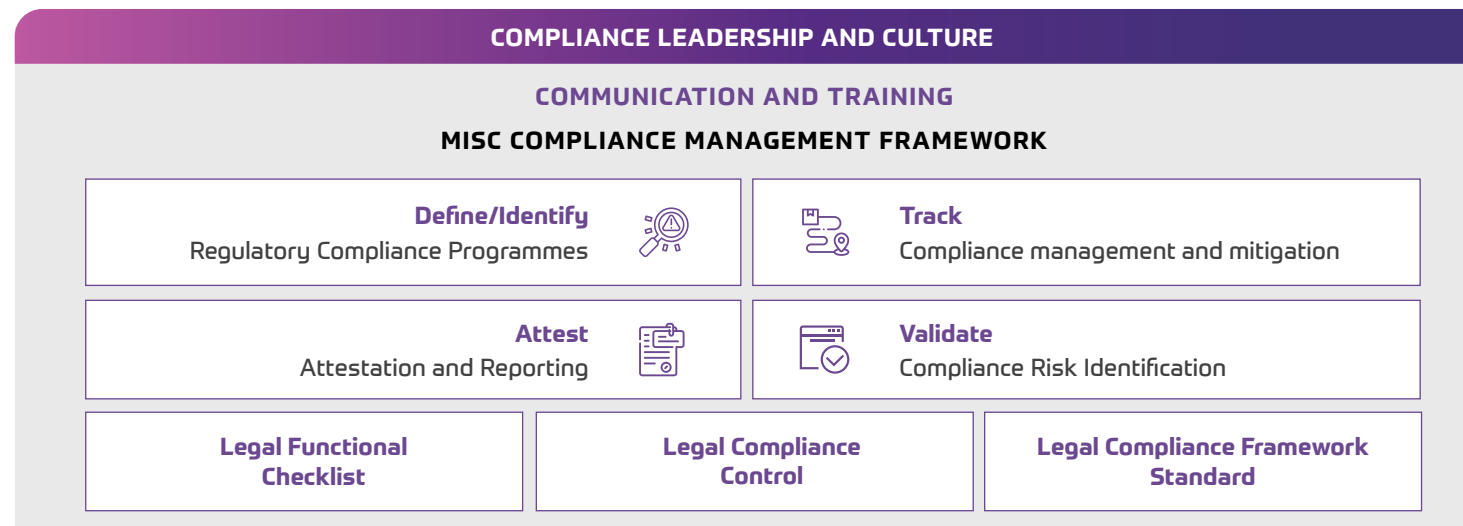 COMPLIANCE LEADERSHIP AND CULTURE
COMMUNICATION AND TRAINING
MISC COMPLIANCE MANAGEMENT FRAMEWORK
Define/Identify
Regulatory Compliance Programmes
Track
Compliance management and mitigation
Attest
Attestation and Reporting
Validate
Compliance Risk Identification
Legal Functional
Checklist
Legal Compliance
Control
Legal Compliance Framework
Standard